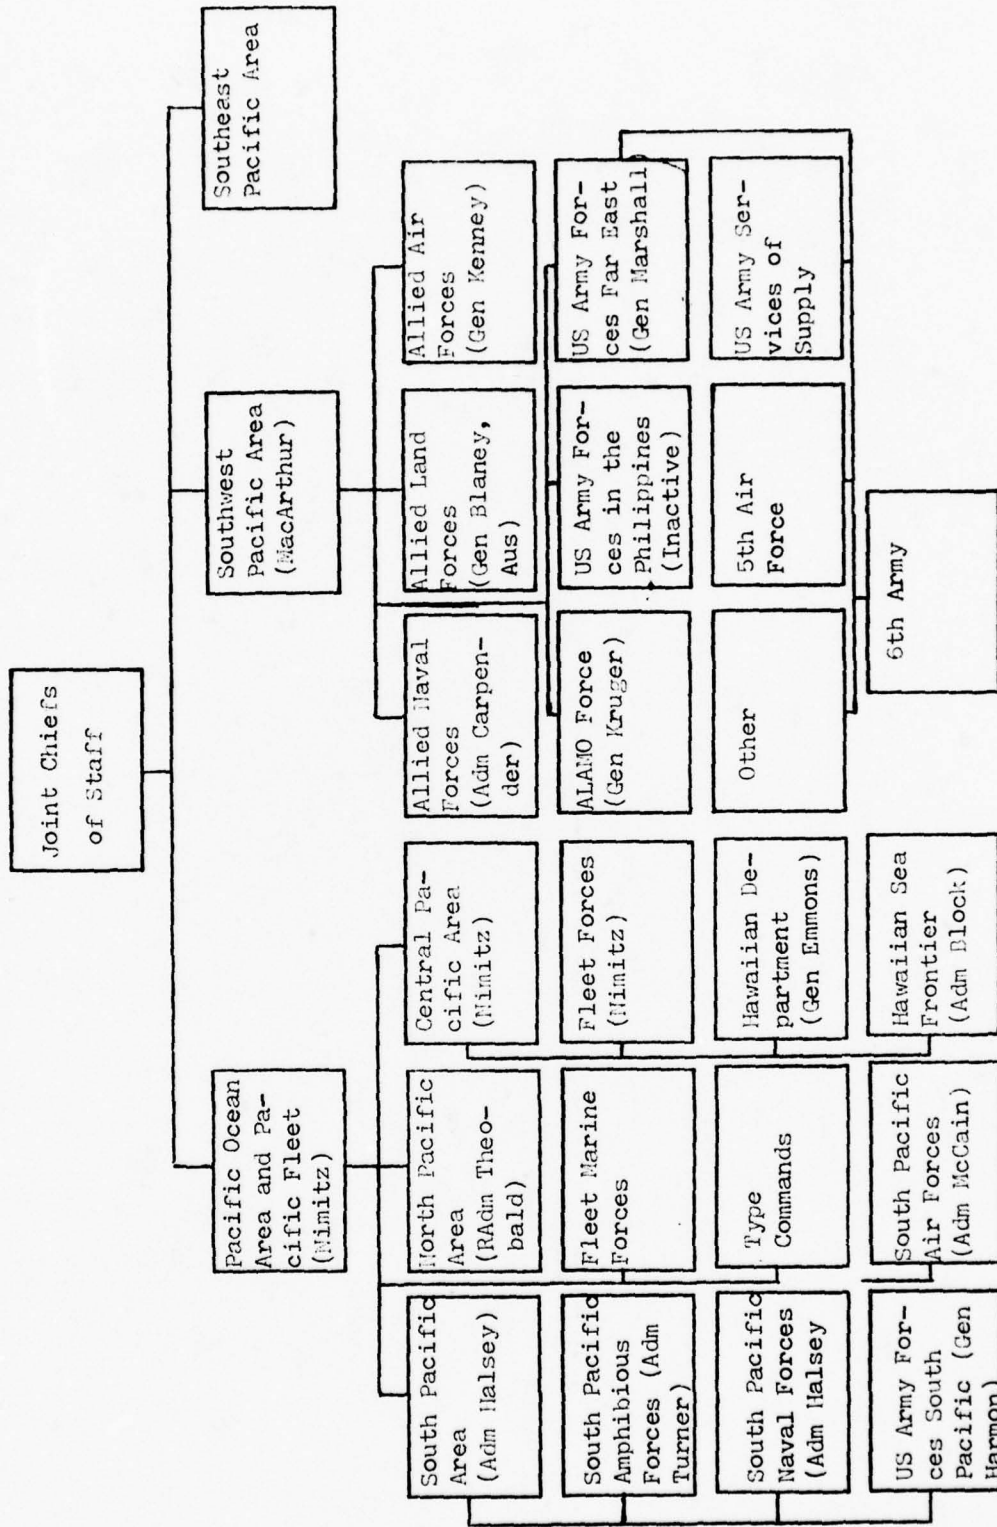 Joint Chiefs
of Staff
Pacific Ocean
Area and Pa-
cific Fleet
(Nimitz)
Southwest
Pacific Area
(MacArthur)
Southeast
Pacific Area
South Pacific
Area
(Adm Halsey)
North Pacific
Area
(RAdm Theo-
bald)
Central Pa-
cific Area
(Nimitz)
Allied Naval
Forces
(Adm Carpen-
der)
Allied Land
Forces
(Gen Blaney,
Aus)
Allied Air
Forces
(Gen Kenney)
South Pacific
Amphibious
Forces (Adm
Turner)
Fleet Marine
Forces
Fleet Forces
(Nimitz)
ALAMO Force
(Gen Kruger)
US Army For-
ces in the
Philippines
(Inactive)
US Army For-
ces Far East
(Gen Marshall)
South Pacific
Naval Forces
(Adm Halsey
Type
Commands
Hawaiian De-
partment
(Gen Emmons)
Other
5th Air
Force
US Army Ser-
vices of
Supply
US Army For-
ces South
Pacific (Gen
Harmon)
South Pacific
Air Forces
(Adm McCain)
Hawaiian Sea
Frontier
(Adm Block)
6th Army